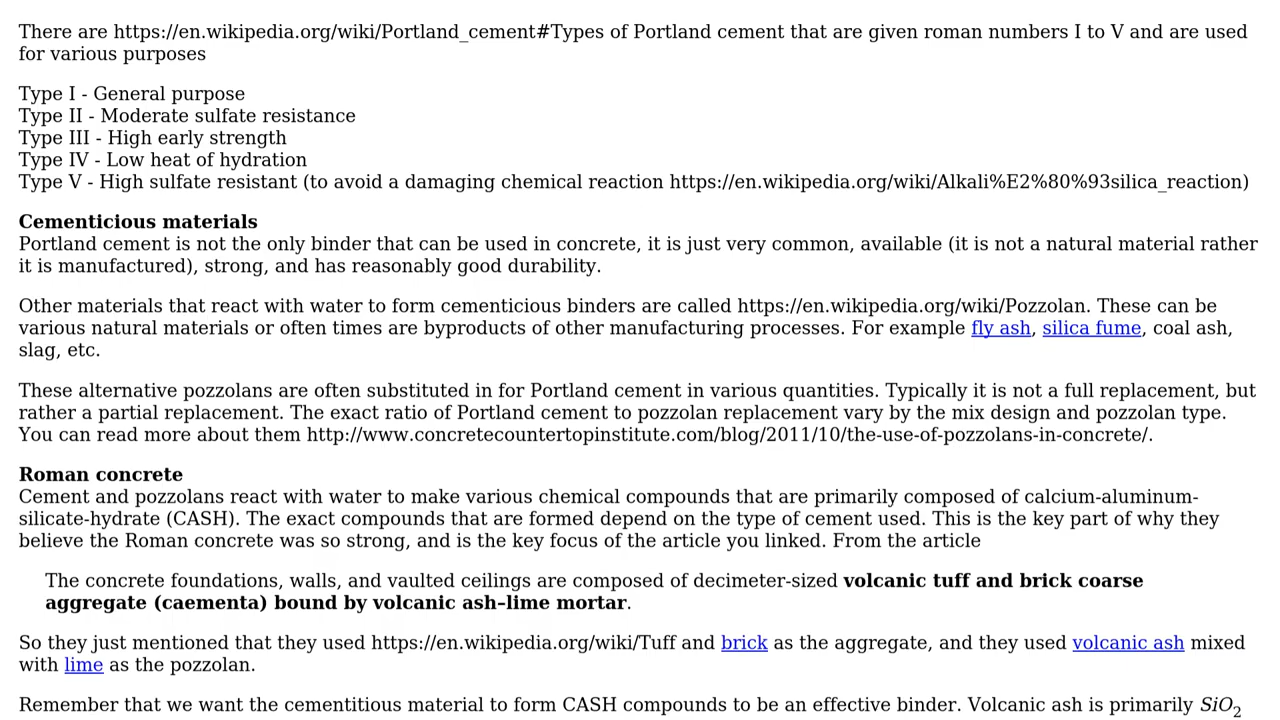 There are https://en.wikipedia.org/wiki/Portland_cement#Types of Portland cement that are given roman numbers I to V and are used
for various purposes
Type I - General purpose
Type II - Moderate sulfate resistance
Type III - High early strength
Type IV - Low heat of hydration
Type V - High sulfate resistant (to avoid a damaging chemical reaction https://en.wikipedia.org/wiki/Alkali%E2%80%93silica_reaction)
Cementicious materials
Portland cement is not the only binder that can be used in concrete, it is just very common, available (it is not a natural material rather
it is manufactured), strong, and has reasonably good durability.
Other materials that react with water to form cementicious binders are called https://en.wikipedia.org/wiki/Pozzolan. These can be
various natural materials or often times are byproducts of other manufacturing processes. For example fly ash, silica fume, coal ash,
slag, etc.
These alternative pozzolans are often substituted in for Portland cement in various quantities. Typically it is not a full replacement, but
rather a partial replacement. The exact ratio of Portland cement to pozzolan replacement vary by the mix design and pozzolan type.
You can read more about them http://www.concretecountertopinstitute.com/blog/2011/10/the-use-of-pozzolans-in-concrete/.
Roman concrete
Cement and pozzolans react with water to make various chemical compounds that are primarily composed of calcium-aluminum-
silicate-hydrate (CASH). The exact compounds that are formed depend on the type of cement used. This is the key part of why they
believe the Roman concrete was so strong, and is the key focus of the article you linked. From the article
The concrete foundations, walls, and vaulted ceilings are composed of decimeter-sized volcanic tuff and brick coarse
aggregate (caementa) bound by volcanic ash–lime mortar.
So they just mentioned that they used https://en.wikipedia.org/wiki/Tuff and brick as the aggregate, and they used volcanic ash mixed
with lime as the pozzolan.
Remember that we want the cementitious material to form CASH compounds to be an effective binder. Volcanic ash is primarily SiO2